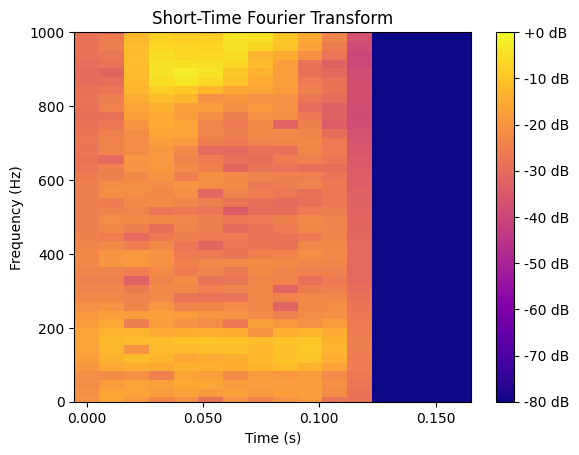 Short-Time Fourier Transform
1000
800
600
400
200
0
Frequency (Hz)
0.000
0.050
0.100
0.150
Time (s)
+0 dB
-10 dB
-20 dB
-30 dB
-40 dB
-50 dB
-60 dB
-70 dB
-80 dB